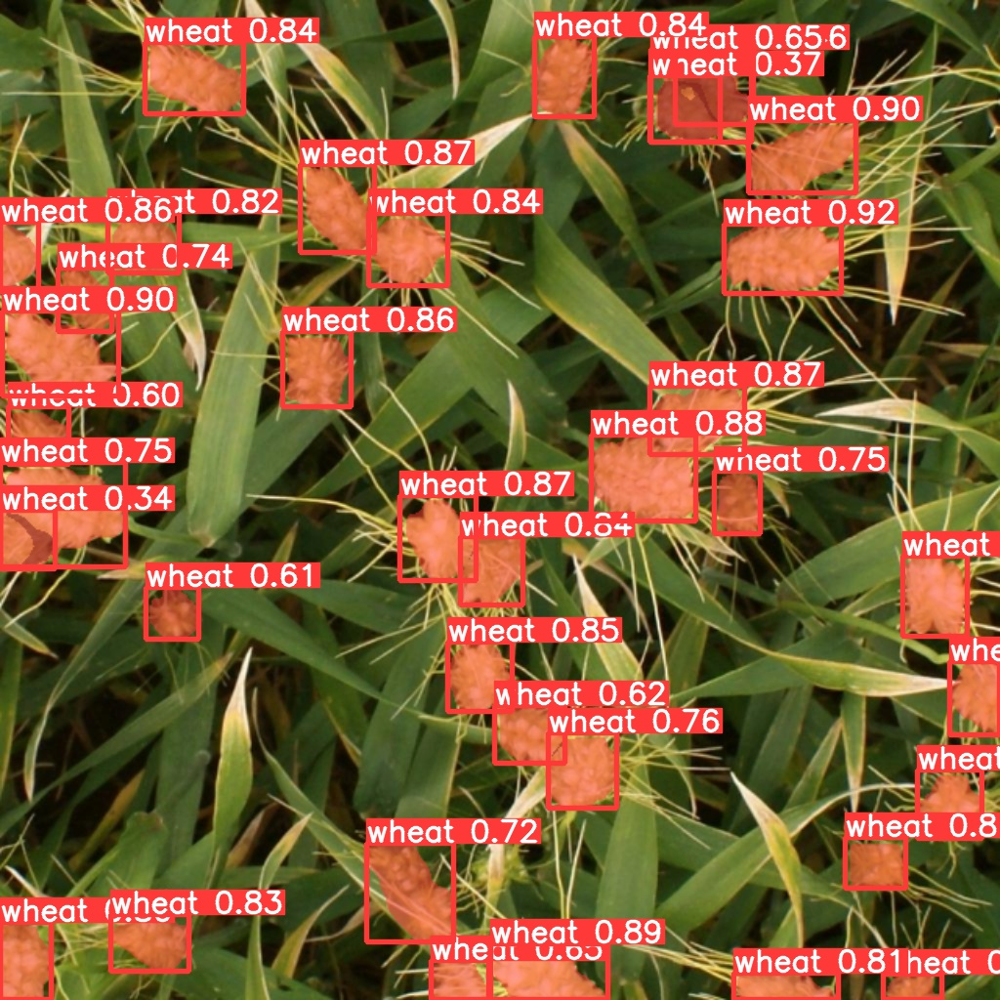 wheat 0.84
wheat 0.84
wheat 0.65
wheat 0.37
wheat 0.90
wheat 0.87
wheat 0.82
wheat 0.84
wheat 0.86
wheat 0.92
wheat 0.74
wheat 0.90
wheat 0.86
wheat 0.87
wheat 0.60
wheat 0.88
wheat 0.75
wheat 0.75
wheat 0.87
wheat 0.34
wheat 0.64
wheat
wheat 0.61
wheat 0.85
whe
wheat 0.62
wheat 0.76
wheat
wheat 0.8
wheat 0.72
wheat 0.83
wheat
wheat 0.89
wheat 0.65
wheat 0.81
heat